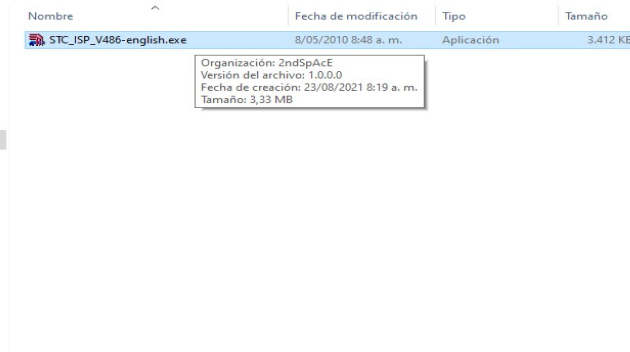 Nombre Fecha de modificación Tipo Tamaño
STC_ISP_V486-english.exe 8/05/2010 8:48 a. m. Aplicación 3.412 KB
Organización: 2ndSpAcE
Versión del archivo: 1.0.0.0
Fecha de creación: 23/08/2021 8:19 a. m.
Tamaño: 3,33 MB